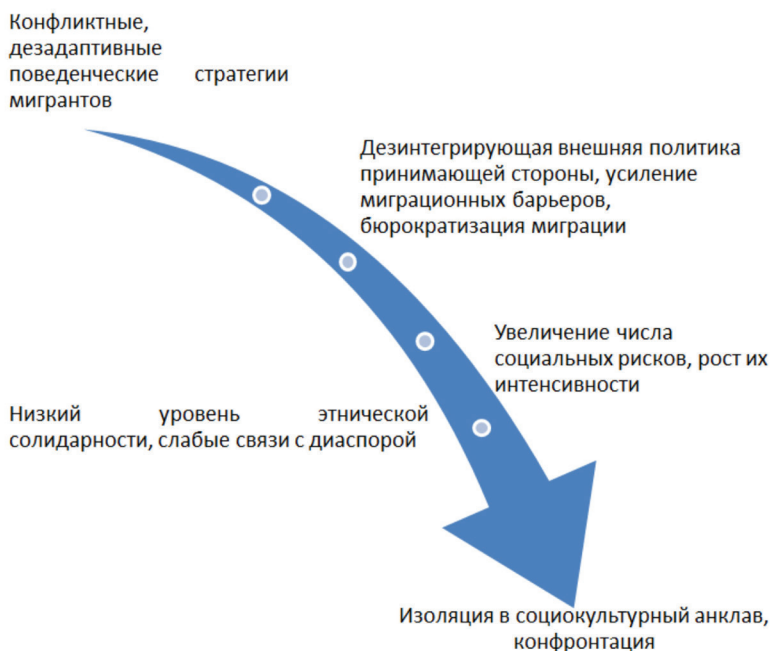 Конфликтные,
дезадаптивные
поведенческие стратегии
мигрантов
Дезинтегрирующая внешняя политика
принимающей стороны, усиление
миграционных барьеров,
бюрократизация миграции
Увеличение числа
социальных рисков, рост их
интенсивности
Низкий уровень этнической
солидарности, слабые связи с диаспорой
Изоляция в социокультурный анклав,
конфронтация